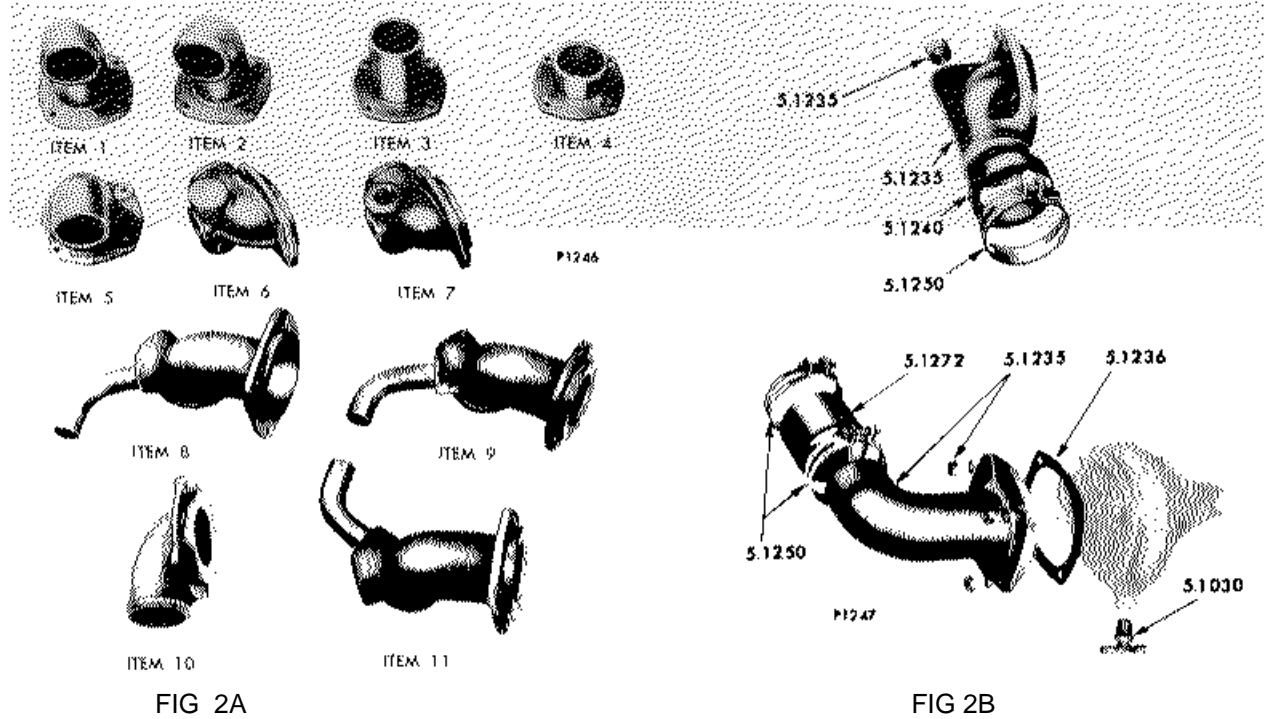 ITEM 1
ITEM 2
ITEM 3
ITEM 4
ITEM 5
ITEM 6
ITEM 7
P1246
ITEM 8
ITEM 9
ITEM 10
ITEM 11
FIG 2A
5.1235
5.1235
5.1240
5.1250
5.1272
5.1235
5.1236
5.1250
5.1030
P1247
FIG 2B